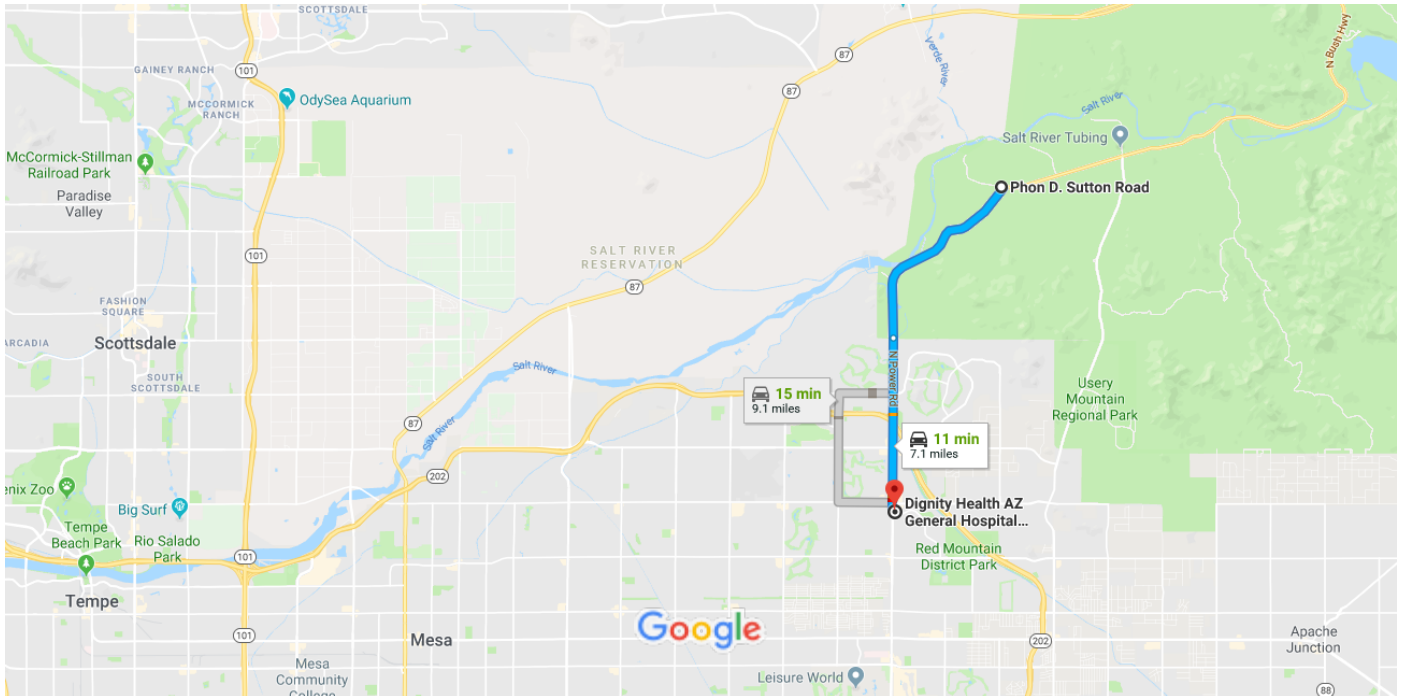 SCOTTSDALE
GAINEY RANCH
101
87
N Bush Hwy
Verde River
MCCORMICK
RANCH
OdySea Aquarium
87
Salt River
Salt River Tubing
McCormick-Stillman
Railroad Park
Paradise
Valley
Phon D. Sutton Road
101
SALT RIVER
RESERVATION
87
FASHION
SQUARE
ARCADIA
Scottsdale
SOUTH
SCOTTSDALE
Salt River
N Power Rd
15 min
9.1 miles
Usery
Mountain
Regional Park
87
Salt River
11 min
7.1 miles
202
enix Zoo
Big Surf
Dignity Health AZ
General Hospital...
Tempe
Beach Park
Rio Salado
Park
101
Red Mountain
District Park
Tempe
Google
101
Mesa
202
Apache
Junction
Mesa
Community
College
Leisure World
88